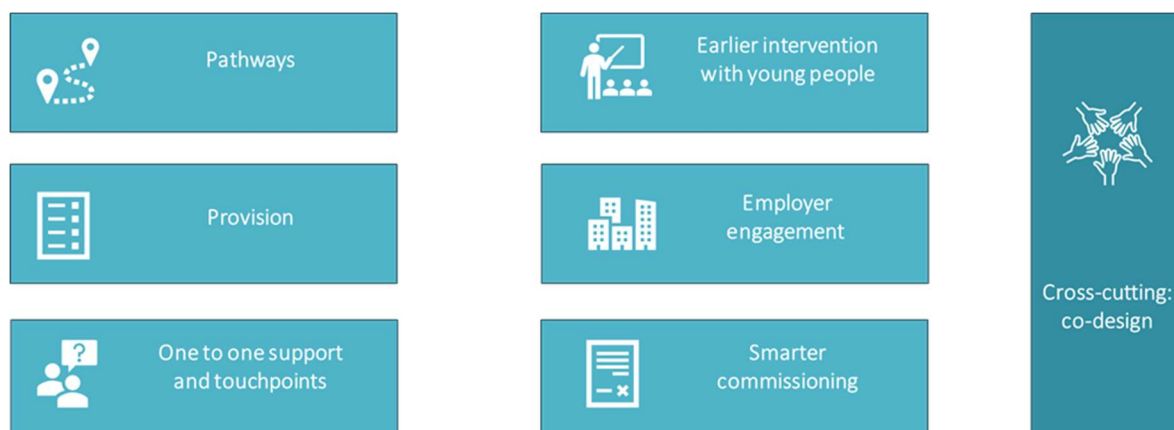 Pathways
Earlier intervention
with young people
Provision
Employer
engagement
One to one support
and touchpoints
?
Smarter
commissioning
Cross-cutting:
co-design